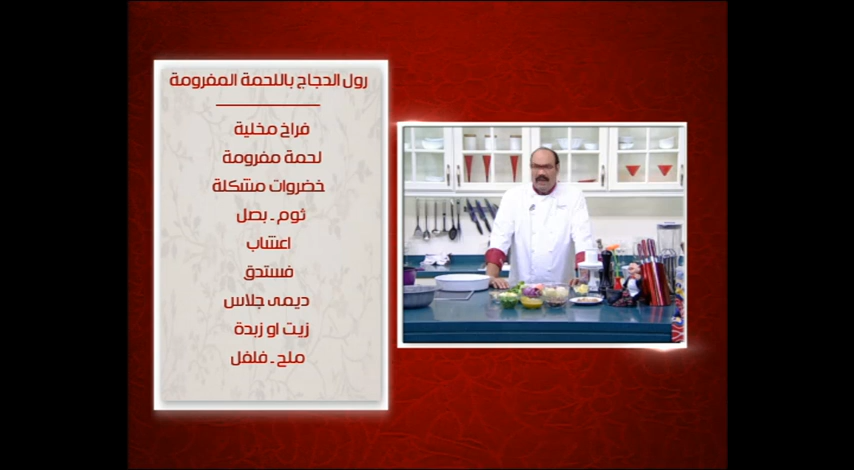 رول الدجاج باللحمة المفرومة
فراخ مخلية
لحمة مفرومة
خضروات مشكلة
ثوم - بصل
اعشاب
فستدق
ديمى جلاس
زيت او زبدة
ملح - فلفل